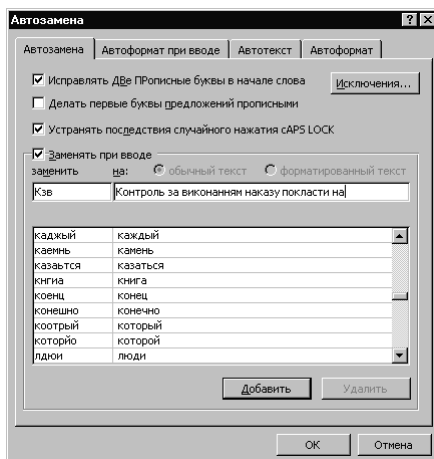 Автозамена
Автозамена Автоформат при вводе Автотекст Автоформат
Исправлять ДВе ПРописные буквы в начале слова Исключения...
Делать первые буквы предложений прописными
Устранять последствия случайного нажатия cAPS LOCK
Заменять при вводе
заменить на: обычный текст форматированный текст
Кзв Контроль за виконанням наказу покласти на
каджый каждый
каемнь камень
казаьтся казаться
кнгиа книга
коенц конец
конешно конечно
коотрый который
которйо которой
лдюи люди
Добавить Удалить
OK Отмена